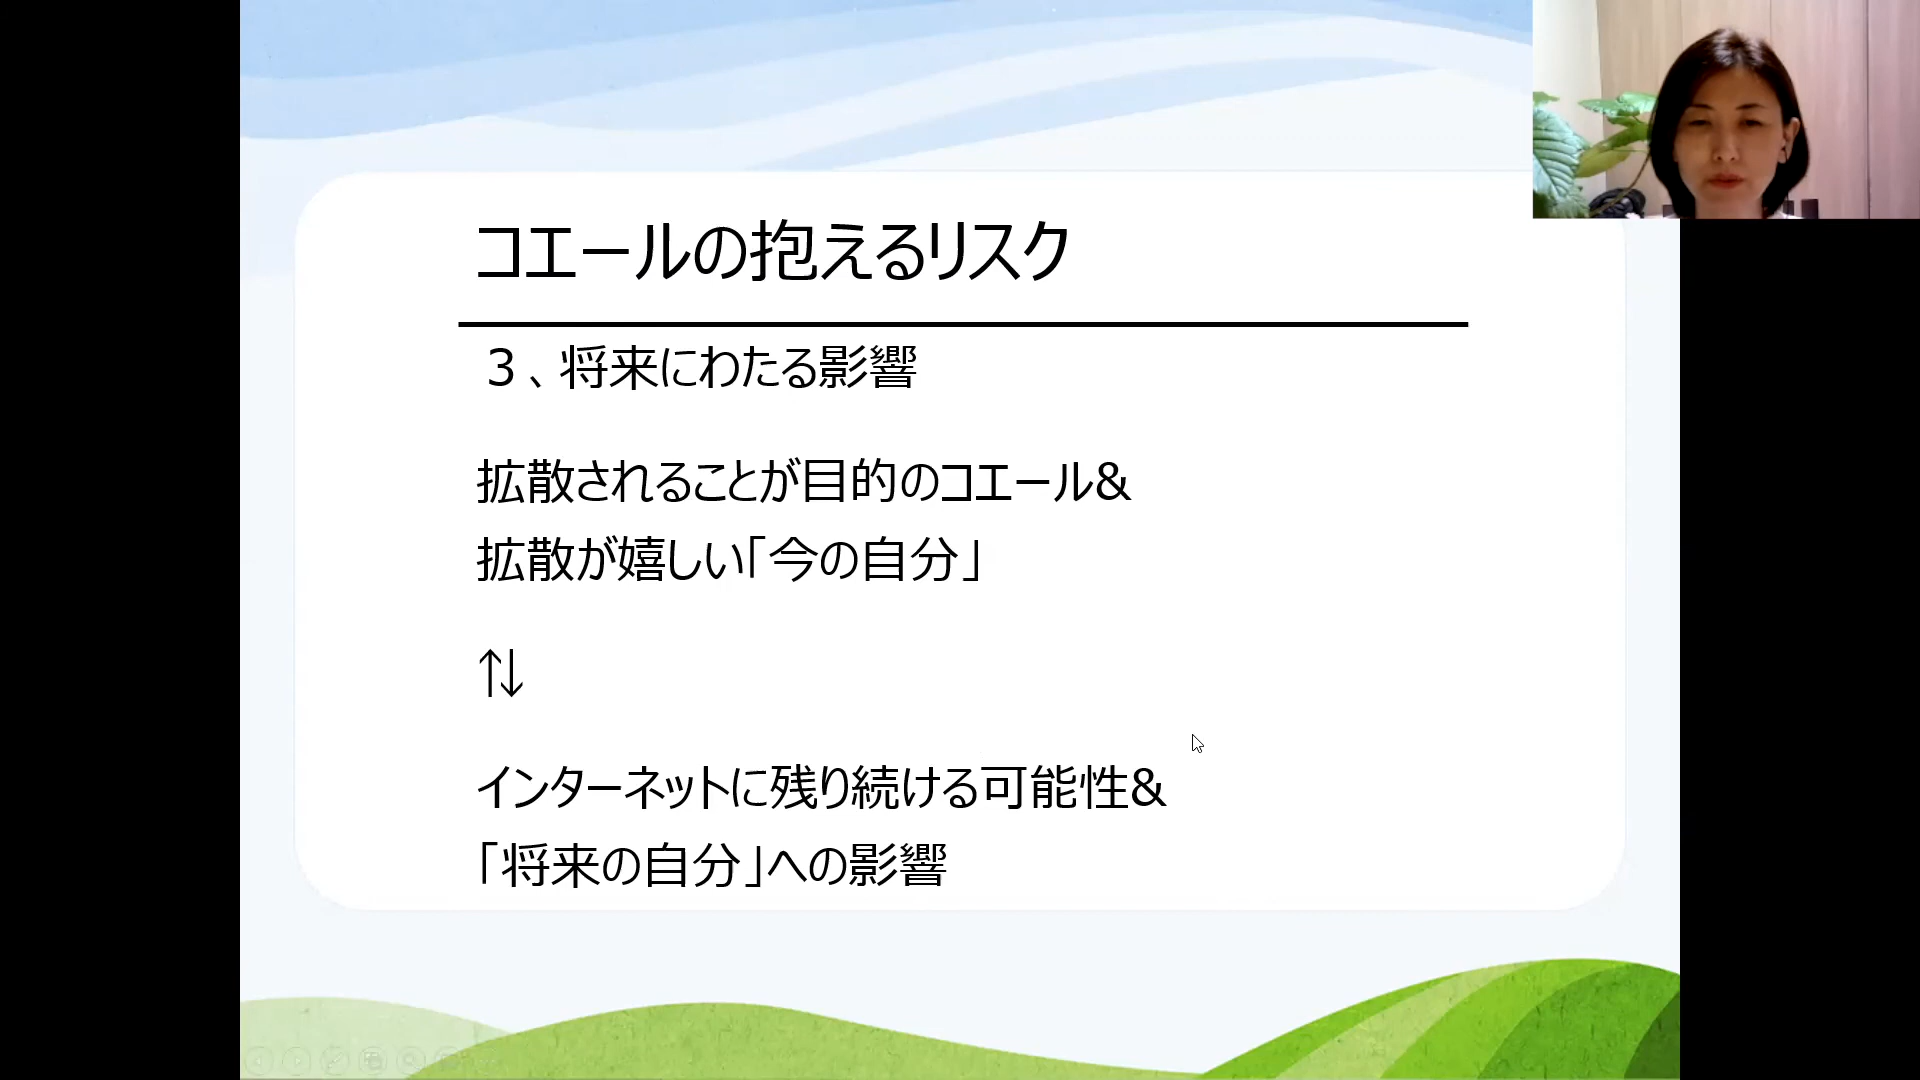 コエールの抱えるリスク
３、将来にわたる影響
拡散されることが目的のコエール&
拡散が嬉しい「今の自分」
↑↓
インターネットに残り続ける可能性&
「将来の自分」への影響